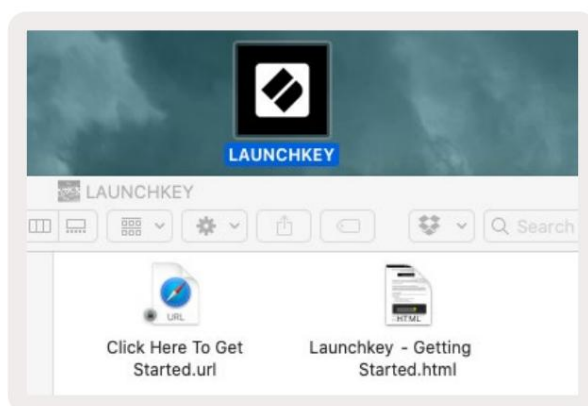 LAUNCHKEY
LAUNCHKEY
Search
URL
HTML
Click Here To Get
Started.url
Launchkey - Getting
Started.html